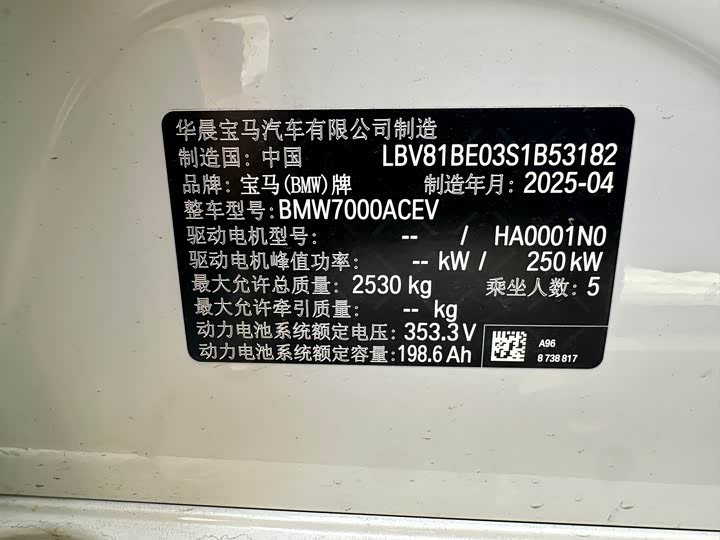 华晨宝马汽车有限公司制造
制造国: 中国 LBV81BE03S1B53182
品牌: 宝马(BMW)牌 制造年月: 2025-04
整车型号: BMW7000ACEV
驱动电机型号: -- / HA0001N0
驱动电机峰值功率: -- kW / 250 kW
最大允许总质量: 2530 kg 乘坐人数: 5
最大允许牵引质量: -- kg
动力电池系统额定电压: 353.3 V
动力电池系统额定容量: 198.6 Ah
A96
8 738 817